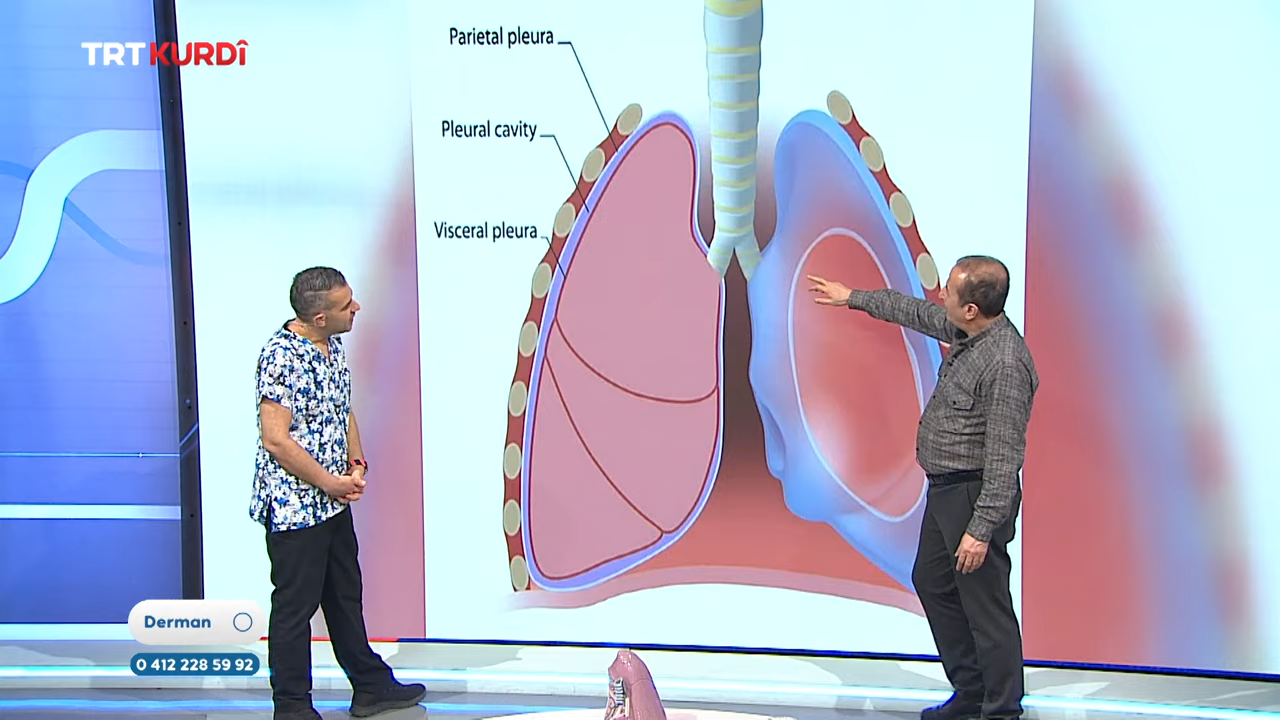 TRT KURDÎ
Parietal pleura
Pleural cavity
Visceral pleura
Derman
0 412 228 59 92